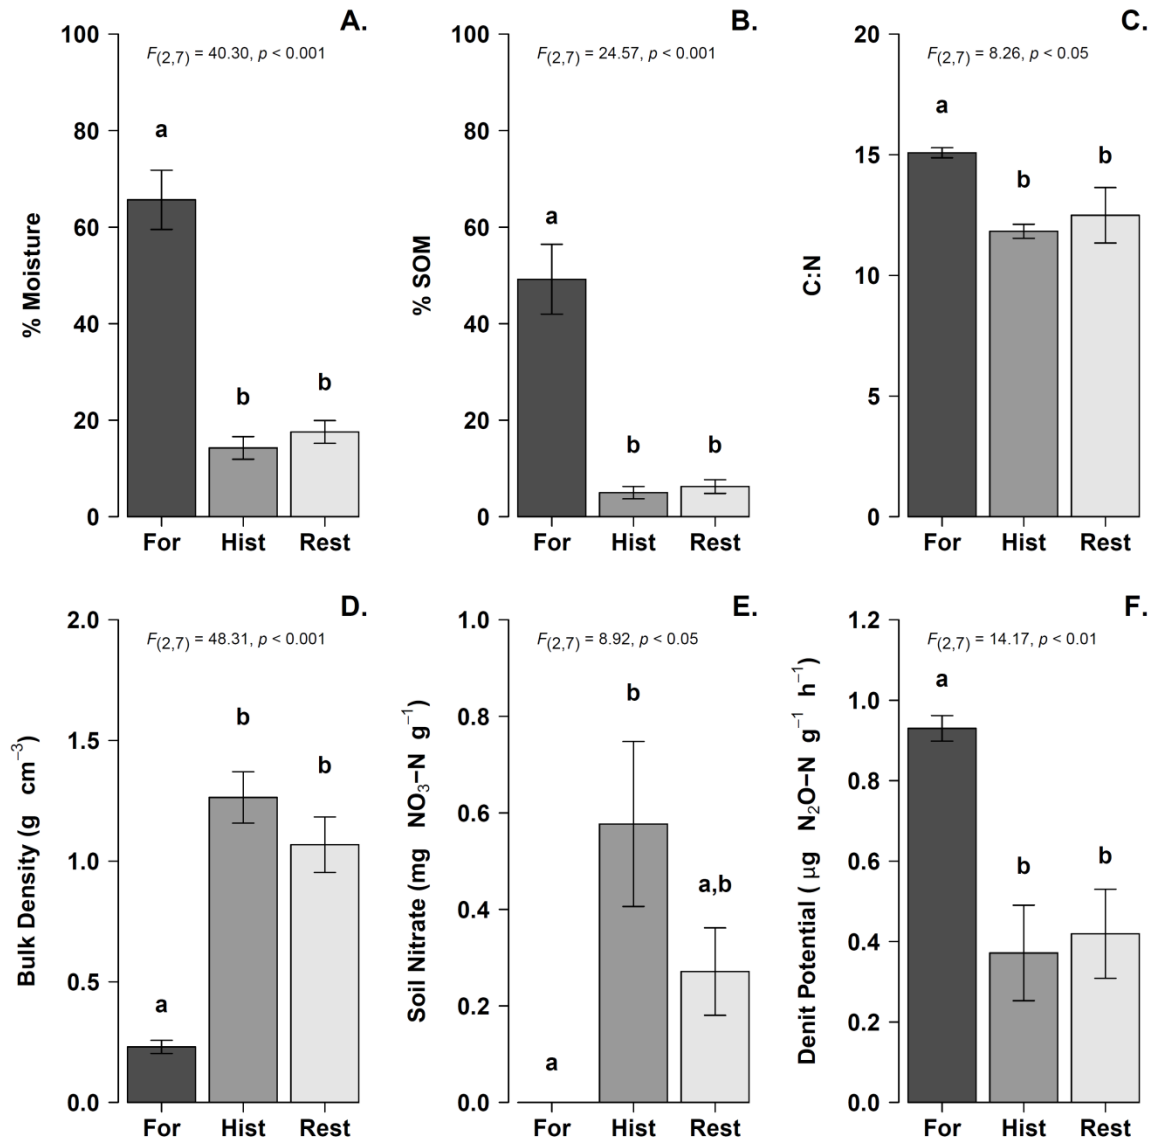 A.
F(2,7) = 40.30, p < 0.001
% Moisture
100
80
60
40
20
0
a
b
b
For Hist Rest
B.
F(2,7) = 24.57, p < 0.001
% SOM
100
80
60
40
20
0
a
b
b
For Hist Rest
C.
F(2,7) = 8.26, p < 0.05
C:N
20
15
10
5
0
a
b
b
For Hist Rest
D.
F(2,7) = 48.31, p < 0.001
Bulk Density (g cm⁻³)
2.0
1.5
1.0
0.5
0.0
a
b
b
For Hist Rest
E.
F(2,7) = 8.92, p < 0.05
Soil Nitrate (mg NO₃−N g⁻¹)
1.0
0.8
0.6
0.4
0.2
0.0
a
b
a,b
For Hist Rest
F.
F(2,7) = 14.17, p < 0.01
Denit Potential ( µg N₂O−N g⁻¹ h⁻¹)
1.2
1.0
0.8
0.6
0.4
0.2
0.0
a
b
b
For Hist Rest